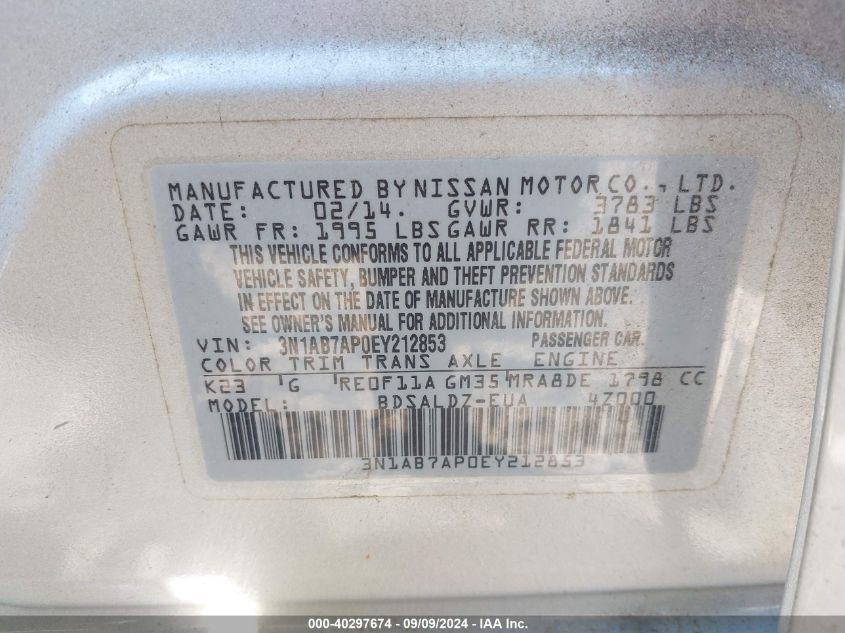 MANUFACTURED BY NISSAN MOTOR CO., LTD.
DATE: 02/14. GVWR: 3783 LBS
GAWR FR: 1995 LBS GAWR RR: 1841 LBS
THIS VEHICLE CONFORMS TO ALL APPLICABLE FEDERAL MOTOR
VEHICLE SAFETY, BUMPER AND THEFT PREVENTION STANDARDS
IN EFFECT ON THE DATE OF MANUFACTURE SHOWN ABOVE.
SEE OWNER'S MANUAL FOR ADDITIONAL INFORMATION.
VIN: 3N1AB7AP0EY212853 PASSENGER CAR.
COLOR TRIM TRANS AXLE ENGINE
K23 G RE0F11A GM35 MRA8DE 1798 CC
MODEL: BDSALDZ-EUA 4Z000
3N1AB7AP0EY212853
000-40297674 - 09/09/2024 - IAA Inc.